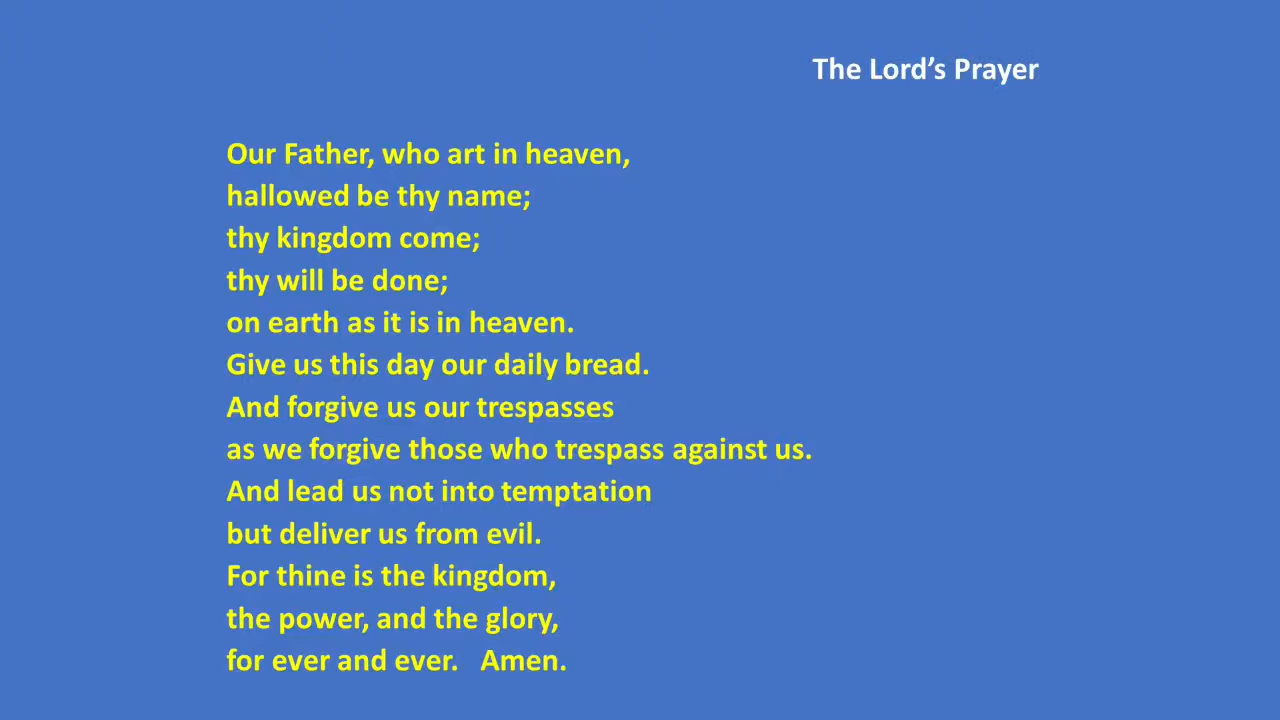 The Lord’s Prayer
Our Father, who art in heaven,
hallowed be thy name;
thy kingdom come;
thy will be done;
on earth as it is in heaven.
Give us this day our daily bread.
And forgive us our trespasses
as we forgive those who trespass against us.
And lead us not into temptation
but deliver us from evil.
For thine is the kingdom,
the power, and the glory,
for ever and ever.   Amen.